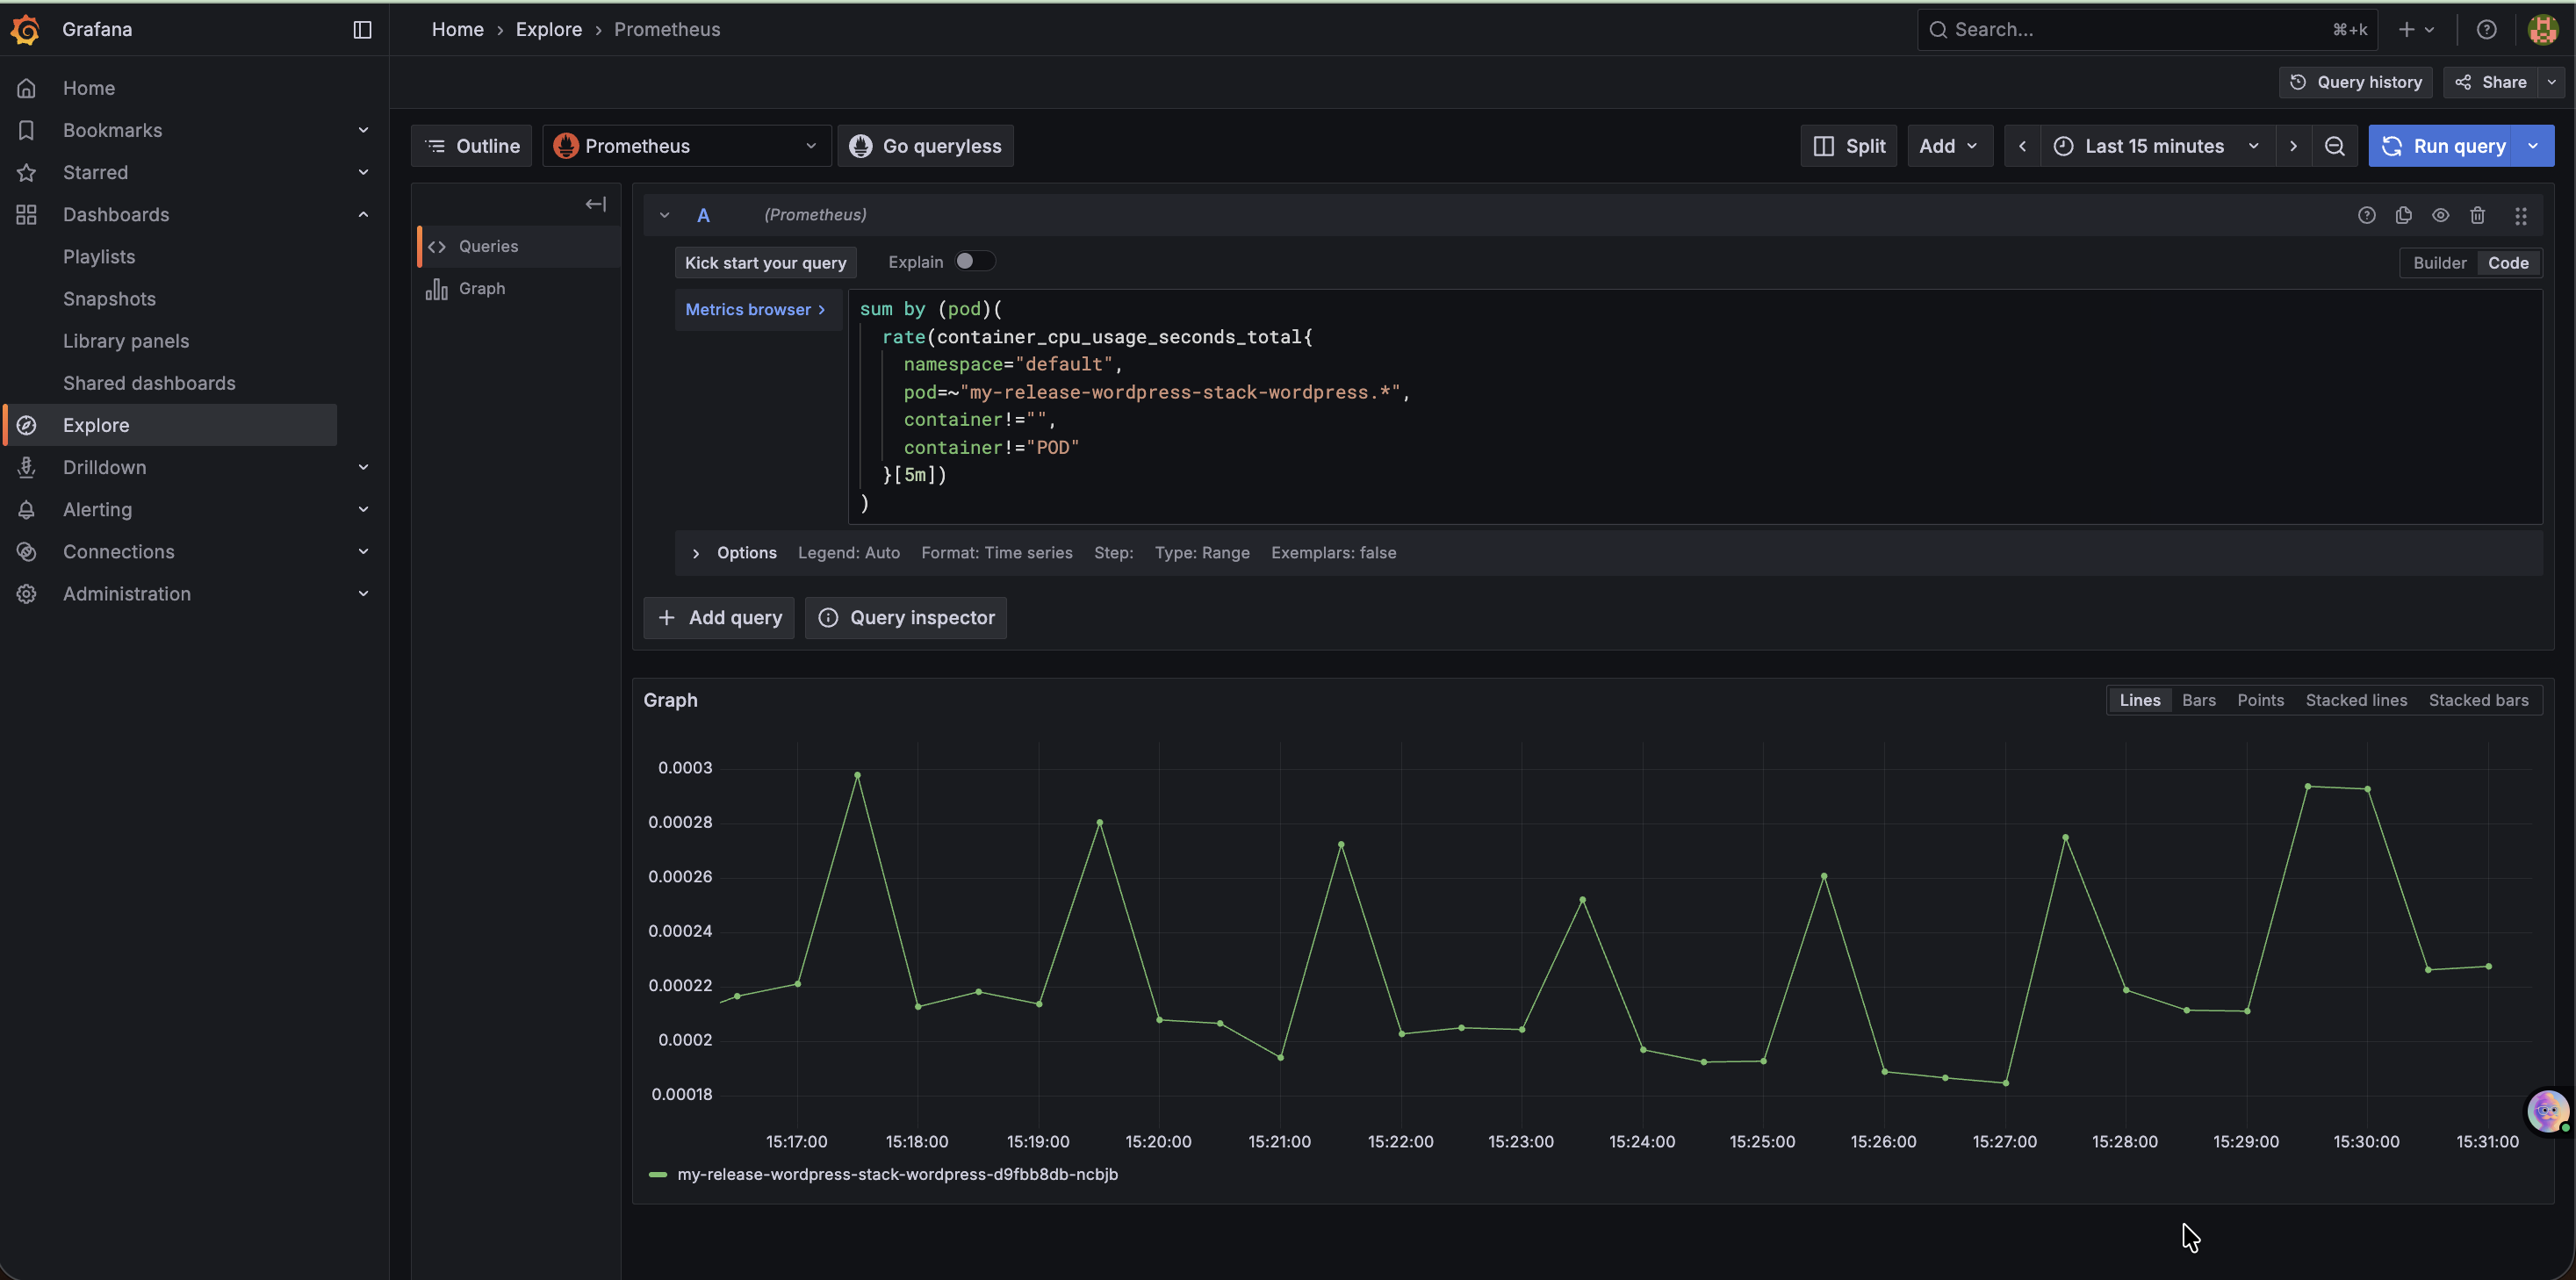 Grafana
Home › Explore › Prometheus
Search...
⌘+k
Query history
Share
Home
Bookmarks
Starred
Dashboards
Playlists
Snapshots
Library panels
Shared dashboards
Explore
Drilldown
Alerting
Connections
Administration
Outline
Prometheus
Go queryless
Split
Add
Last 15 minutes
Run query
Queries
Graph
A
(Prometheus)
Kick start your query
Explain
Builder
Code
Metrics browser >
sum by (pod)(
rate(container_cpu_usage_seconds_total{
namespace="default",
pod=~"my-release-wordpress-stack-wordpress.*",
container!="",
container!="POD"
}[5m])
)
Options Legend: Auto Format: Time series Step: Type: Range Exemplars: false
+ Add query
Query inspector
Graph
Lines
Bars
Points
Stacked lines
Stacked bars
0.0003
0.00028
0.00026
0.00024
0.00022
0.0002
0.00018
15:17:00 15:18:00 15:19:00 15:20:00 15:21:00 15:22:00 15:23:00 15:24:00 15:25:00 15:26:00 15:27:00 15:28:00 15:29:00 15:30:00 15:31:00
my-release-wordpress-stack-wordpress-d9fbb8db-ncbjb